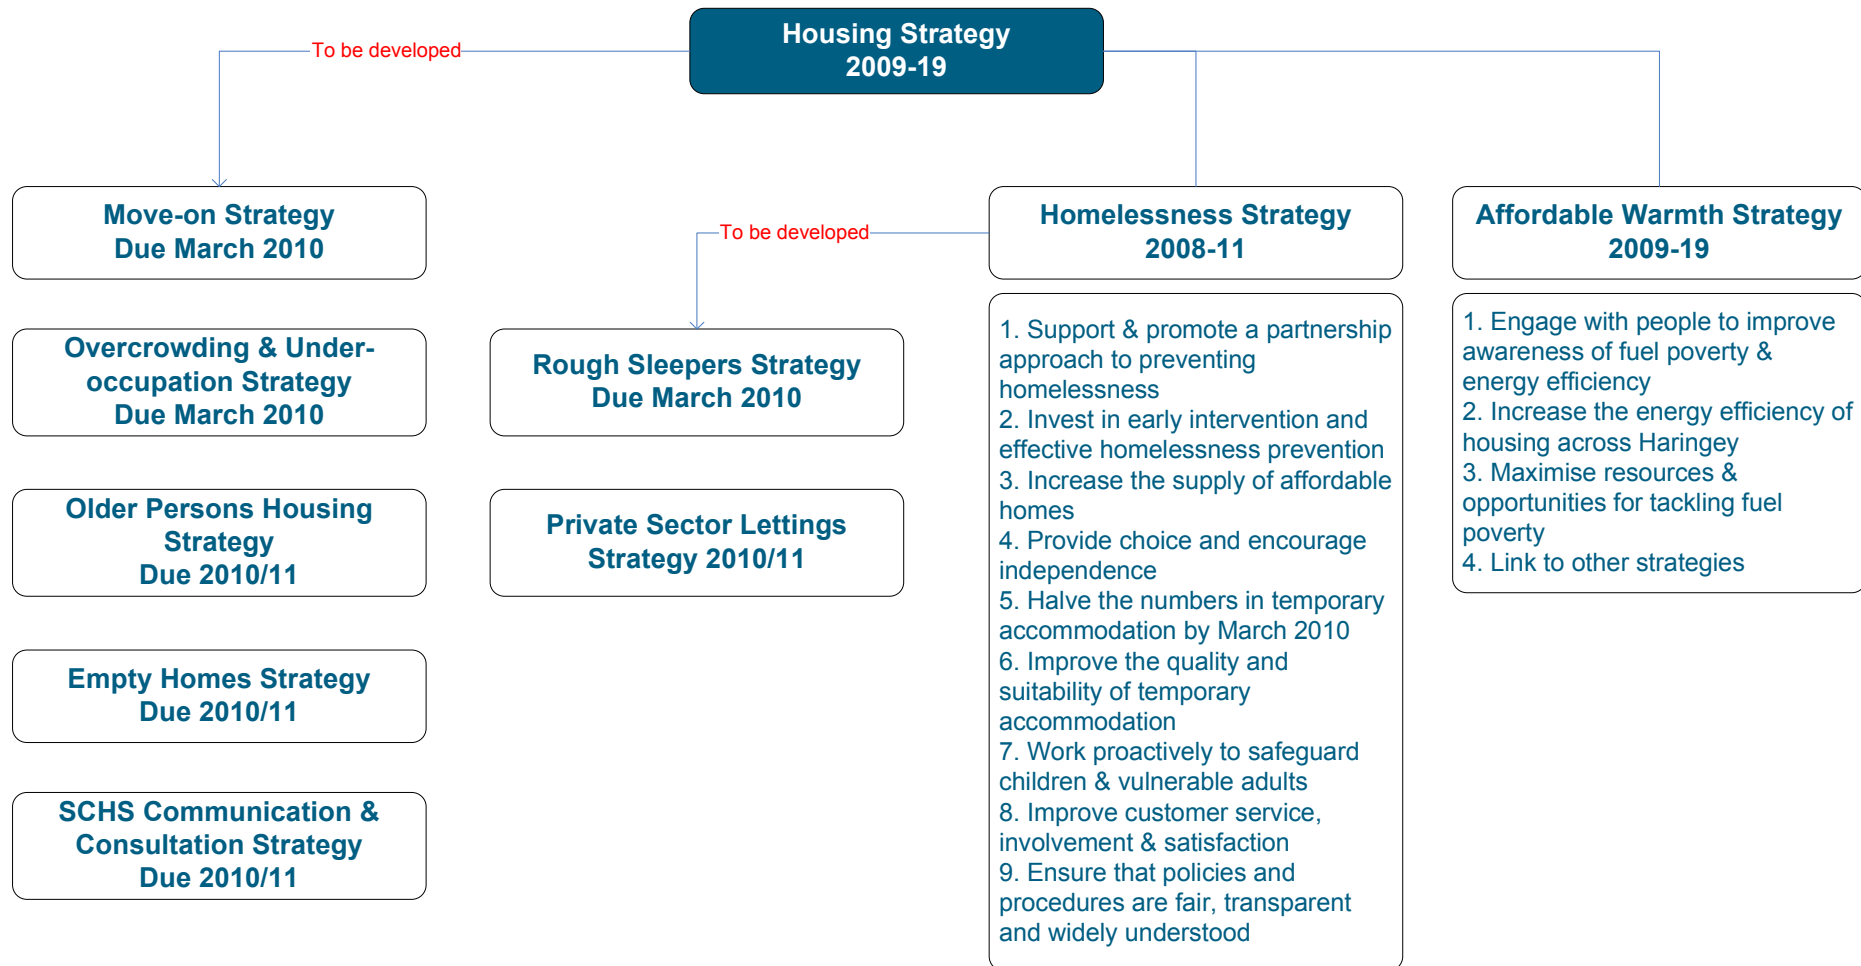 Housing Strategy
2009-19
To be developed
Move-on Strategy
Due March 2010
Overcrowding & Under-
occupation Strategy
Due March 2010
Older Persons Housing
Strategy
Due 2010/11
Empty Homes Strategy
Due 2010/11
SCHS Communication &
Consultation Strategy
Due 2010/11
To be developed
Rough Sleepers Strategy
Due March 2010
Private Sector Lettings
Strategy 2010/11
Homelessness Strategy
2008-11
1. Support & promote a partnership
approach to preventing
homelessness
2. Invest in early intervention and
effective homelessness prevention
3. Increase the supply of affordable
homes
4. Provide choice and encourage
independence
5. Halve the numbers in temporary
accommodation by March 2010
6. Improve the quality and
suitability of temporary
accommodation
7. Work proactively to safeguard
children & vulnerable adults
8. Improve customer service,
involvement & satisfaction
9. Ensure that policies and
procedures are fair, transparent
and widely understood
Affordable Warmth Strategy
2009-19
1. Engage with people to improve
awareness of fuel poverty &
energy efficiency
2. Increase the energy efficiency of
housing across Haringey
3. Maximise resources &
opportunities for tackling fuel
poverty
4. Link to other strategies